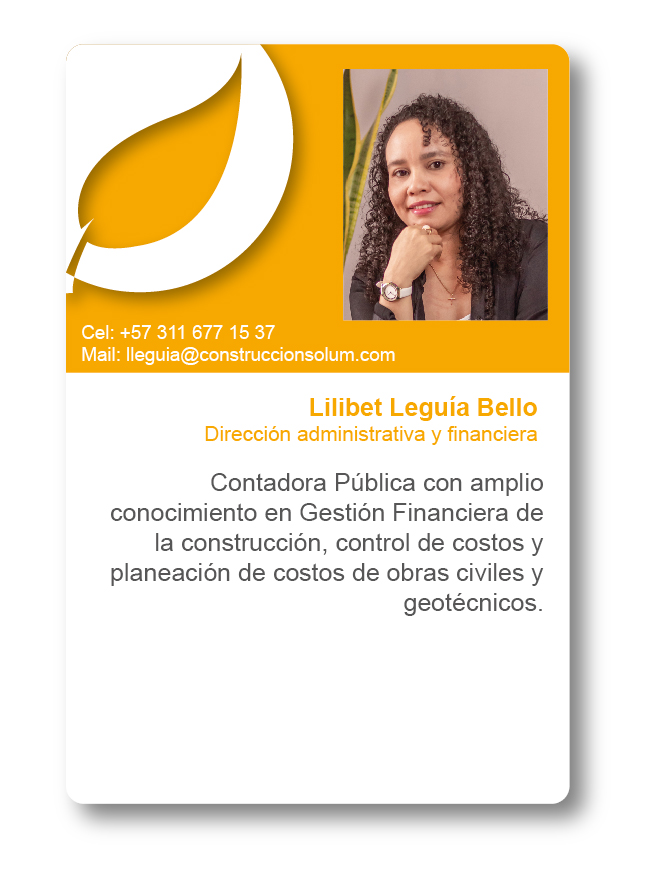 Cel: +57 311 677 15 37
Mail: lleguia@construccionsolum.com
Lilibet Leguía Bello
Dirección administrativa y financiera
Contadora Pública con amplio
conocimiento en Gestión Financiera de
la construcción, control de costos y
planeación de costos de obras civiles y
geotécnicos.